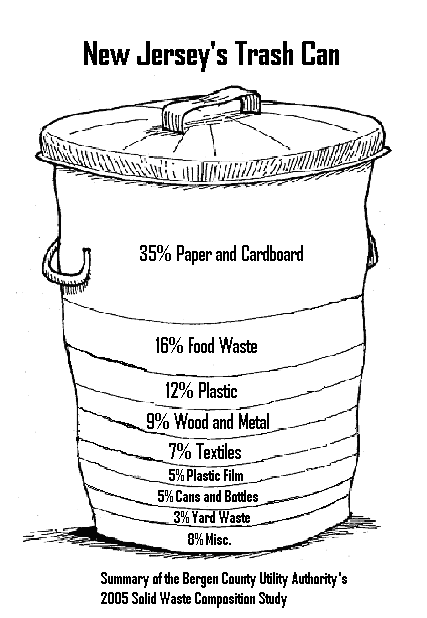 New Jersey's Trash Can
35% Paper and Cardboard
16% Food Waste
12% Plastic
9% Wood and Metal
7% Textiles
5% Plastic Film
5% Cans and Bottles
3% Yard Waste
8% Misc.
Summary of the Bergen County Utility Authority's
2005 Solid Waste Composition Study